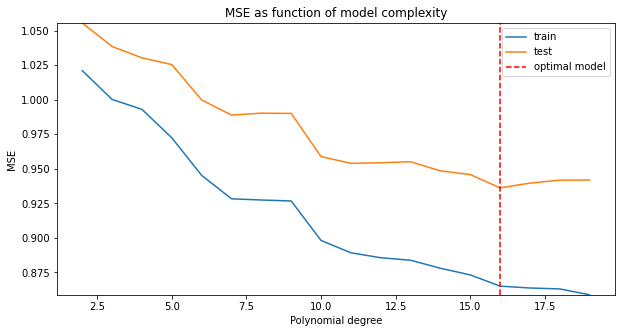 MSE as function of model complexity
train
test
optimal model
MSE
1.050
1.025
1.000
0.975
0.950
0.925
0.900
0.875
2.5 5.0 7.5 10.0 12.5 15.0 17.5
Polynomial degree